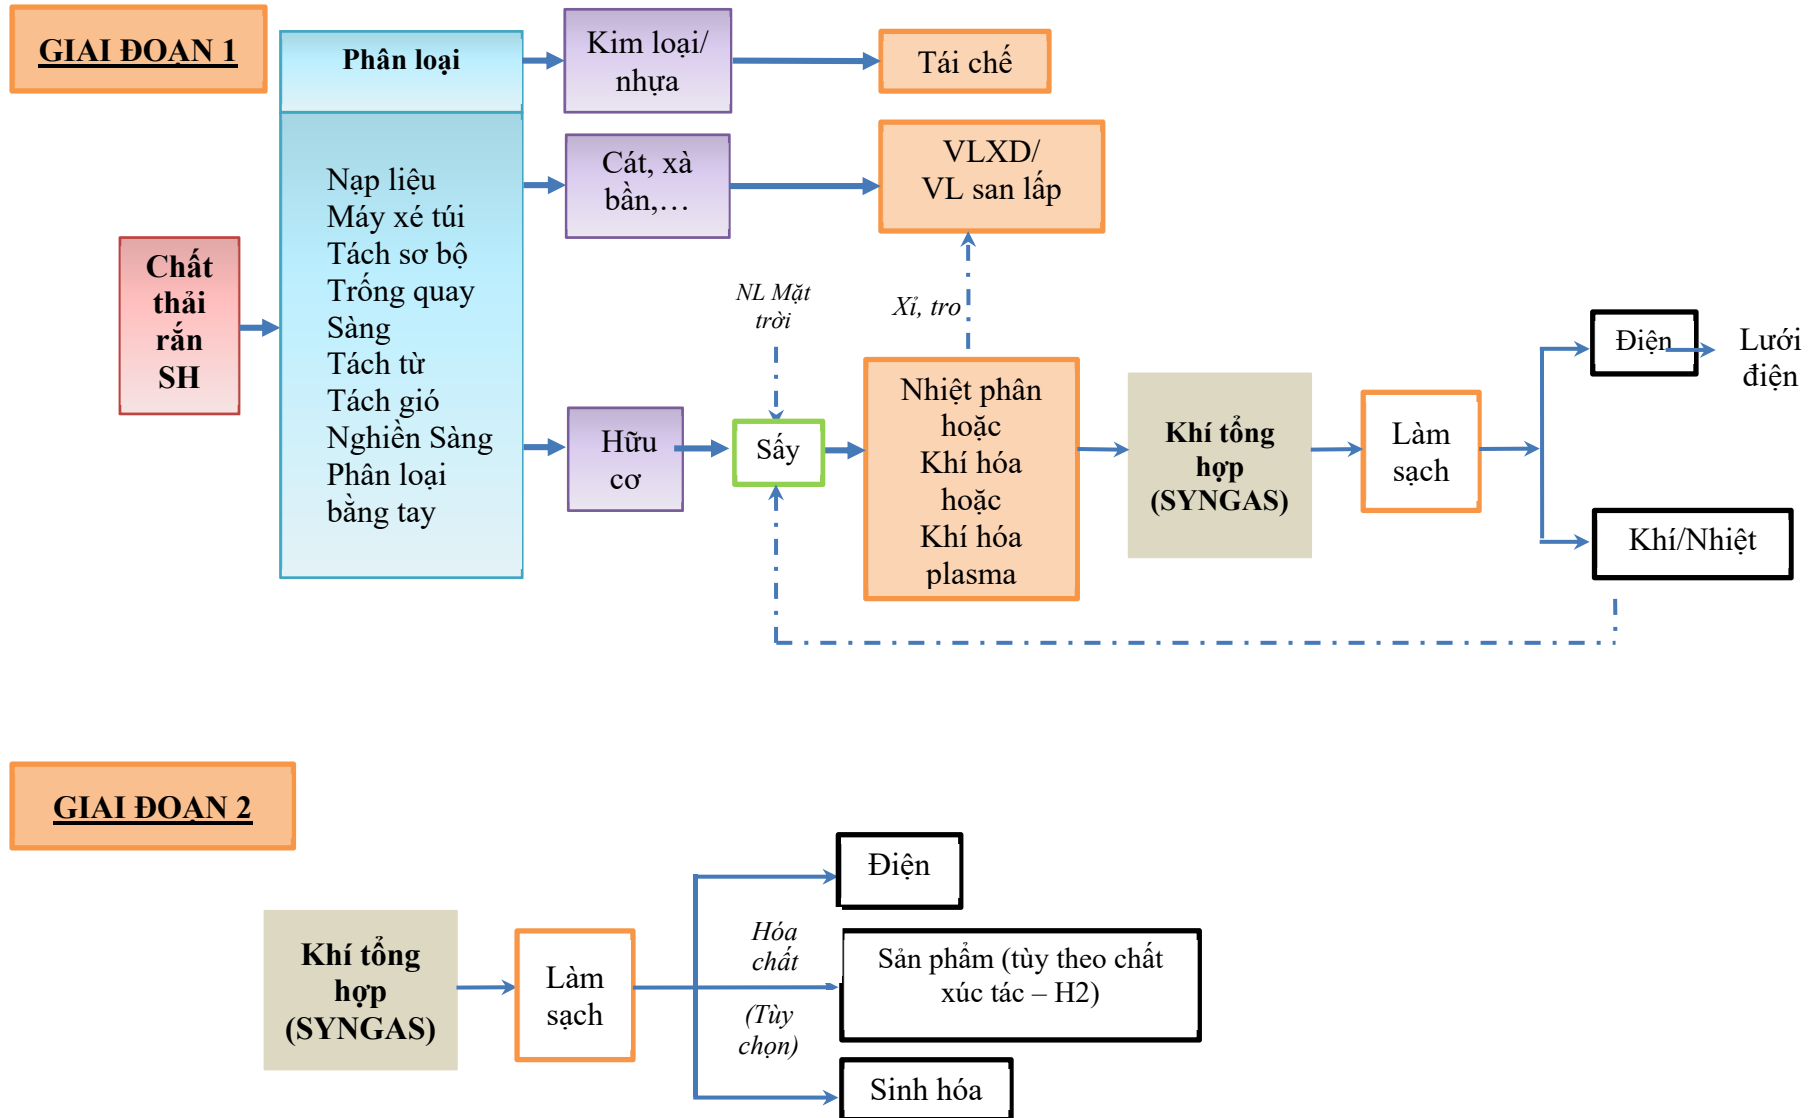 GIAI ĐOẠN 1
Phân loại
Kim loại/
nhựa
Tái chế
Nạp liệu
Máy xé túi
Tách sơ bộ
Trống quay
Sàng
Tách từ
Tách gió
Nghiền Sàng
Phân loại
bằng tay
Cát, xà
bần,…
VLXD/
VL san lấp
Chất
thải
rắn
SH
NL Mặt
trời
Xỉ, tro
Hữu
cơ
Sấy
Nhiệt phân
hoặc
Khí hóa
hoặc
Khí hóa
plasma
Khí tổng
hợp
(SYNGAS)
Làm
sạch
Điện
Lưới
điện
Khí/Nhiệt
GIAI ĐOẠN 2
Khí tổng
hợp
(SYNGAS)
Làm
sạch
Điện
Hóa
chất
(Tùy
chọn)
Sản phẩm (tùy theo chất
xúc tác – H2)
Sinh hóa